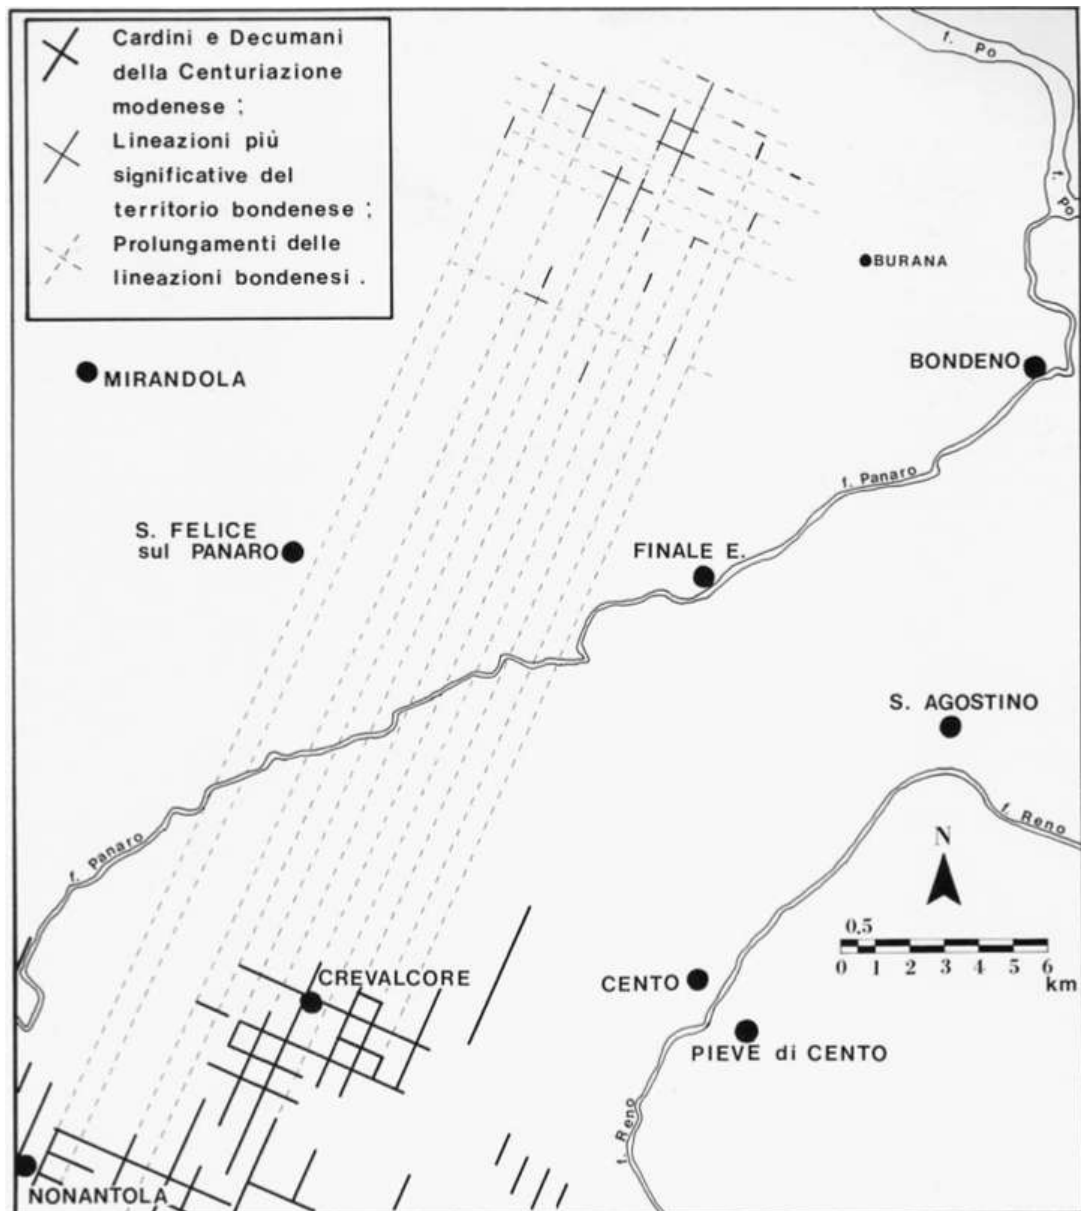 Cardini e Decumani
della Centuriazione
modenese ;
Lineazioni più
significative del
territorio bondenese ;
Prolungamenti delle
lineazioni bondenesi .
f. Po
f. Po
BURANA
BONDENO
MIRANDOLA
f. Panaro
S. FELICE
sul PANARO
FINALE E.
S. AGOSTINO
f. Reno
f. Panaro
N
0.5
0 1 2 3 4 5 6
km
CREVALCORE
CENTO
PIEVE di CENTO
f. Reno
NONANTOLA